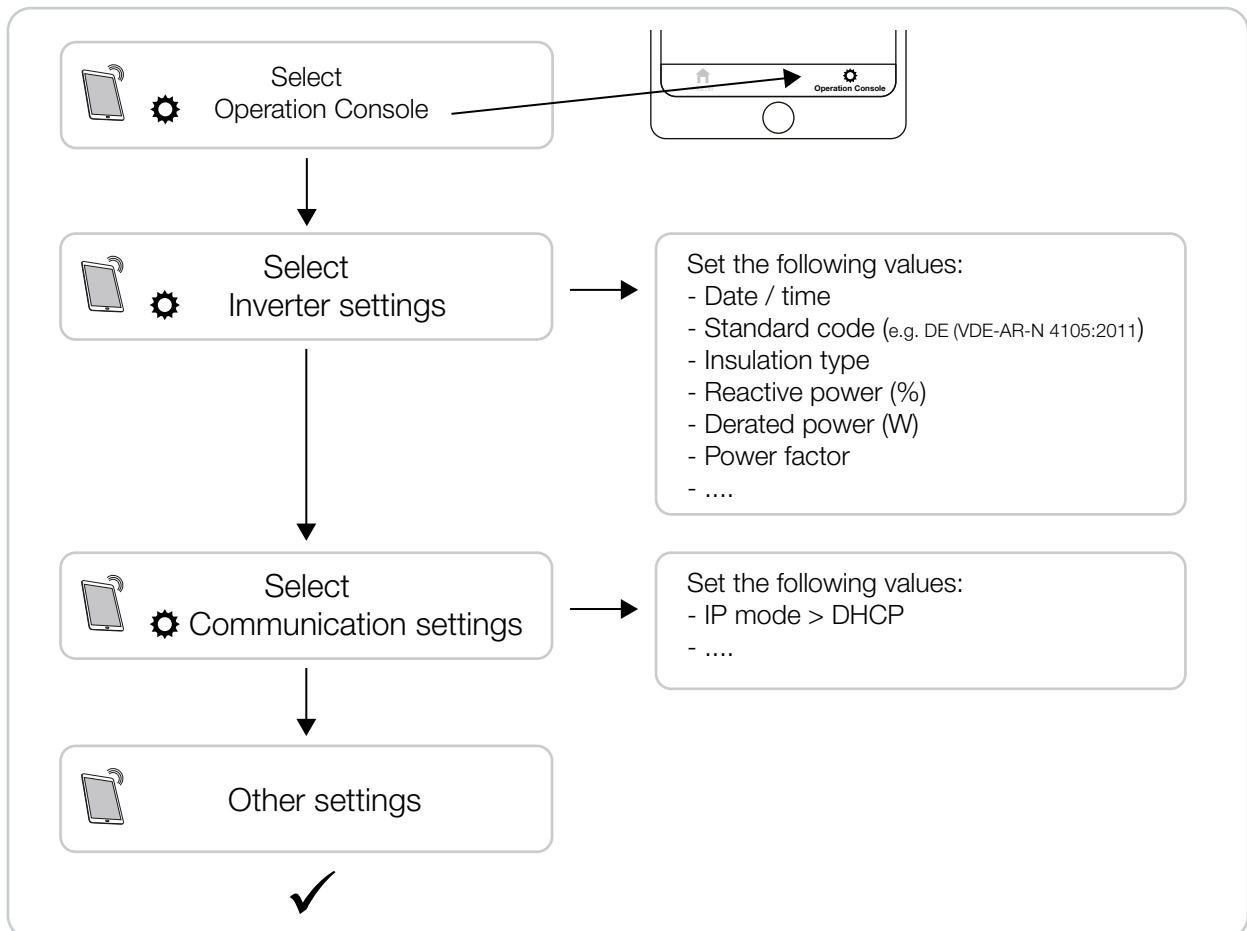 Select
Operation Console
Operation Console
Select
Inverter settings
Set the following values:
- Date / time
- Standard code (e.g. DE (VDE-AR-N 4105:2011)
- Insulation type
- Reactive power (%)
- Derated power (W)
- Power factor
- ....
Select
Communication settings
Set the following values:
- IP mode > DHCP
- ....
Other settings